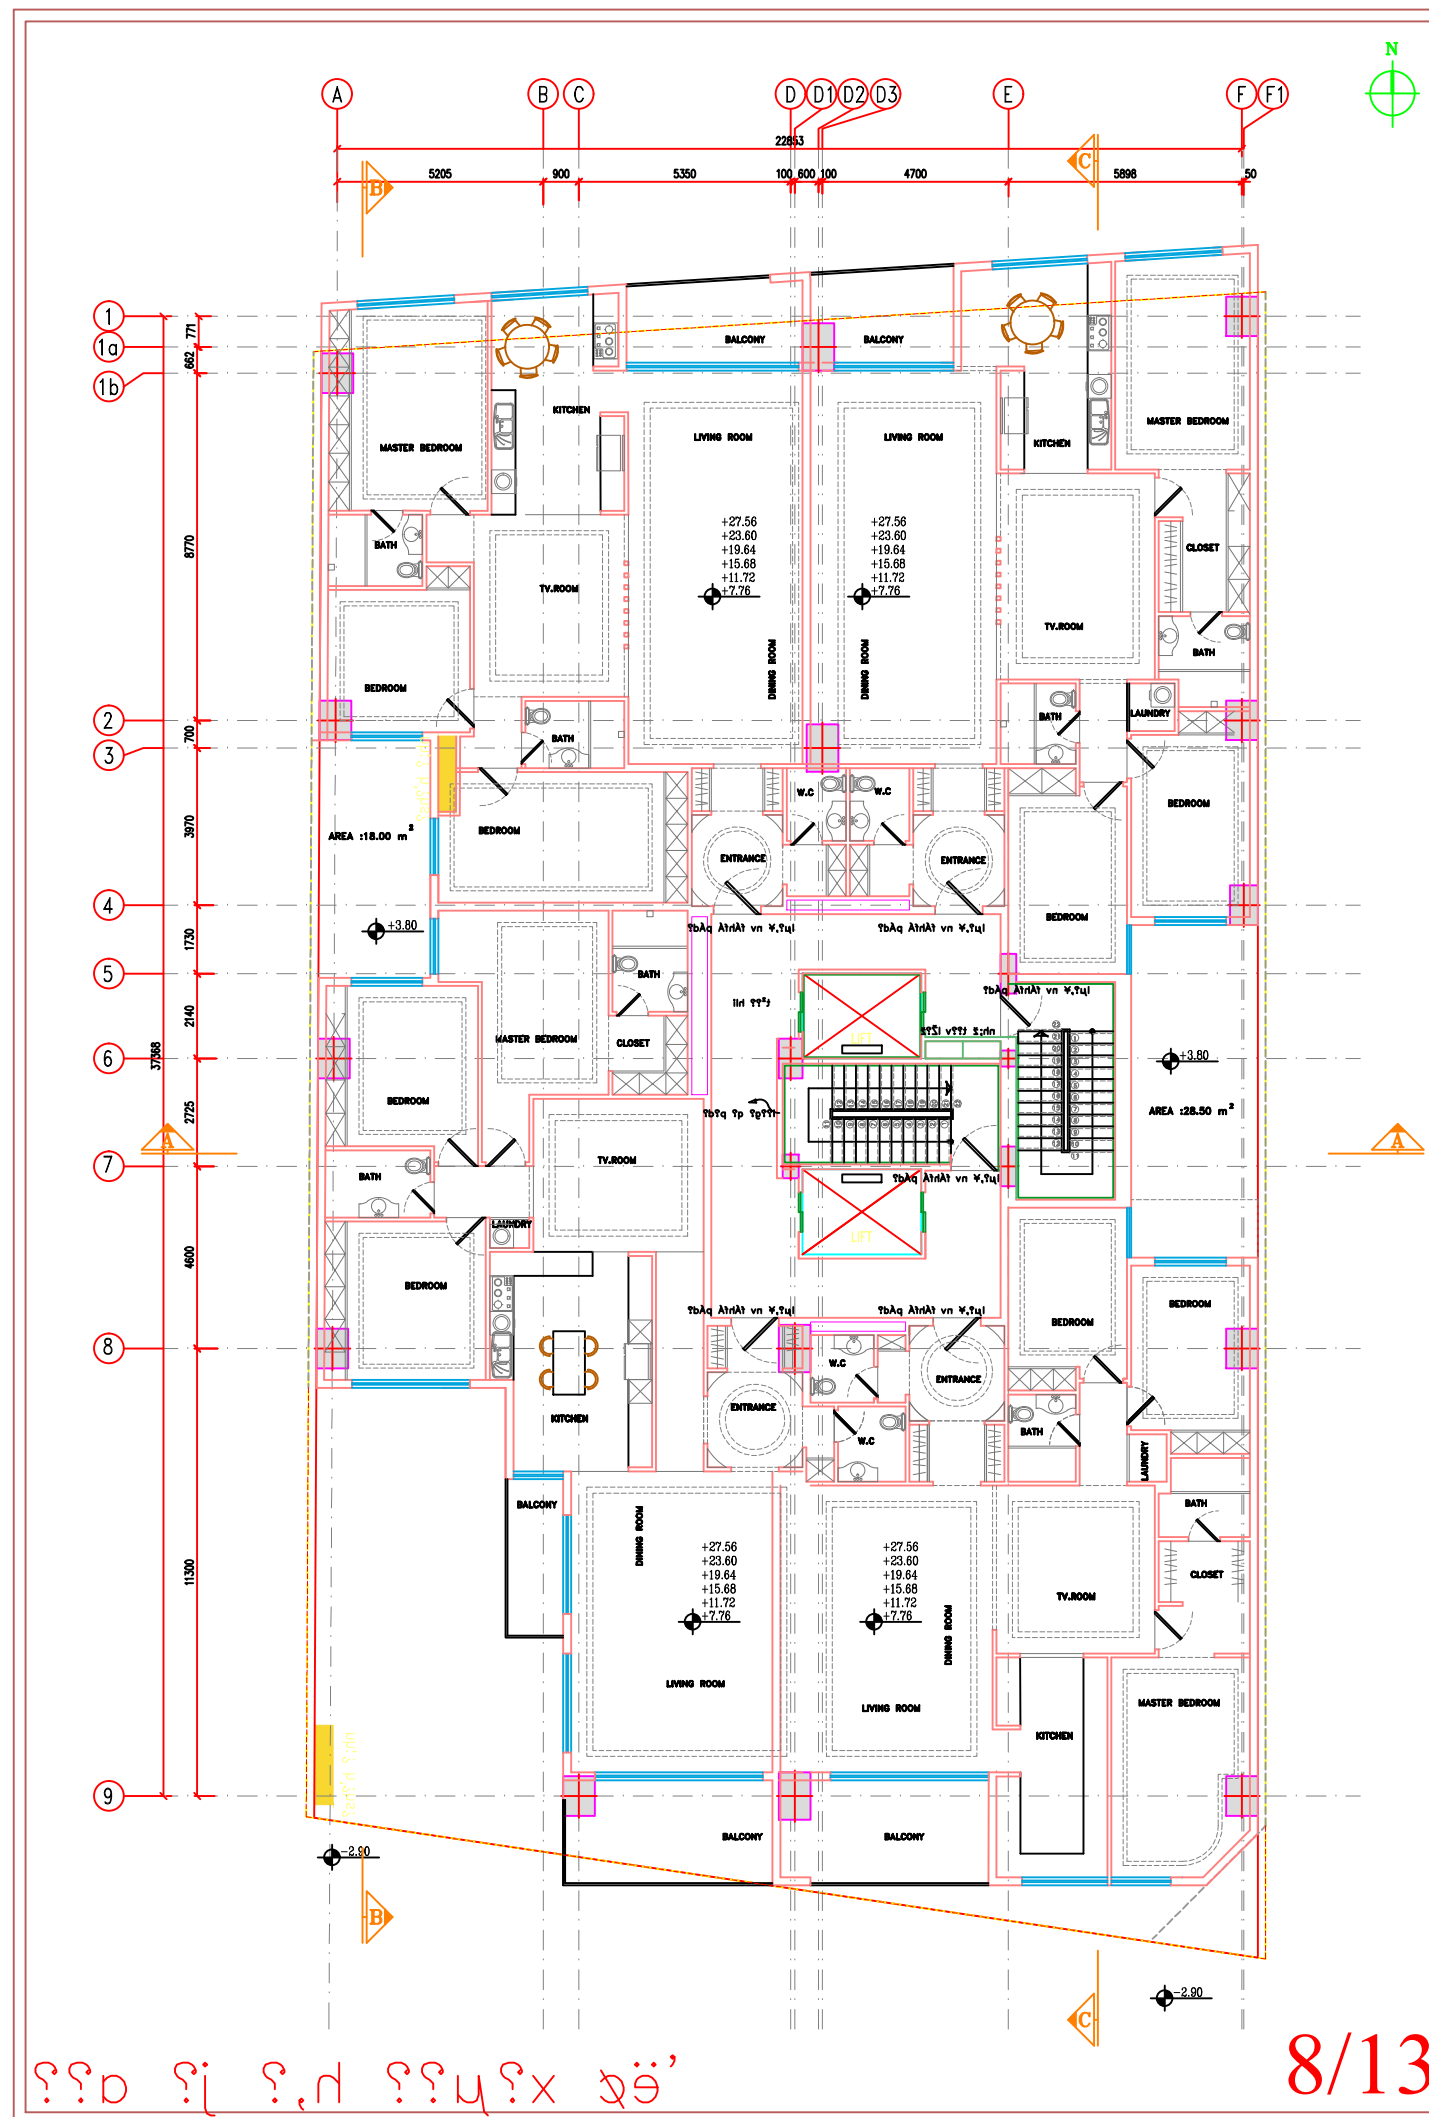 N
A B C D D1 D2 D3 E F F1
22853
5205 900 5350 100 600 100 4700 5898 50
B
C
1
771
1a
662
1b
BALCONY BALCONY
KITCHEN
MASTER BEDROOM
LIVING ROOM LIVING ROOM
KITCHEN
MASTER BEDROOM
8770
+27.56 +27.56
+23.60 +23.60
+19.64 +19.64
+15.68 +15.68
+11.72 +11.72
+7.76 +7.76
BATH
CLOSET
TV.ROOM
TV.ROOM
DINING ROOM DINING ROOM
BATH
BEDROOM
2
700
3
BATH
BATH
LAUNDRY
W.C W.C
BEDROOM
3970
AREA :18.00 m2
BEDROOM
ENTRANCE ENTRANCE
4
BEDROOM
+3.80
1730
5
BATH
2140
MASTER BEDROOM
CLOSET
LIFT
37368
6
+3.80
2725
BEDROOM
AREA :28.50 m2
A A
7
TV.ROOM
BATH
LAUNDRY
LIFT
4600
BEDROOM
BEDROOM
BEDROOM
8
W.C
ENTRANCE
ENTRANCE
KITCHEN
W.C
BATH
LAUNDRY
BALCONY
BATH
DINING ROOM
+27.56 +27.56
+23.60 +23.60
+19.64 +19.64
+15.68 +15.68
+11.72 +11.72
+7.76 +7.76
11300
CLOSET
TV.ROOM
DINING ROOM
LIVING ROOM
LIVING ROOM
MASTER BEDROOM
KITCHEN
9
BALCONY BALCONY
-2.90
B
-2.90
C
8/13